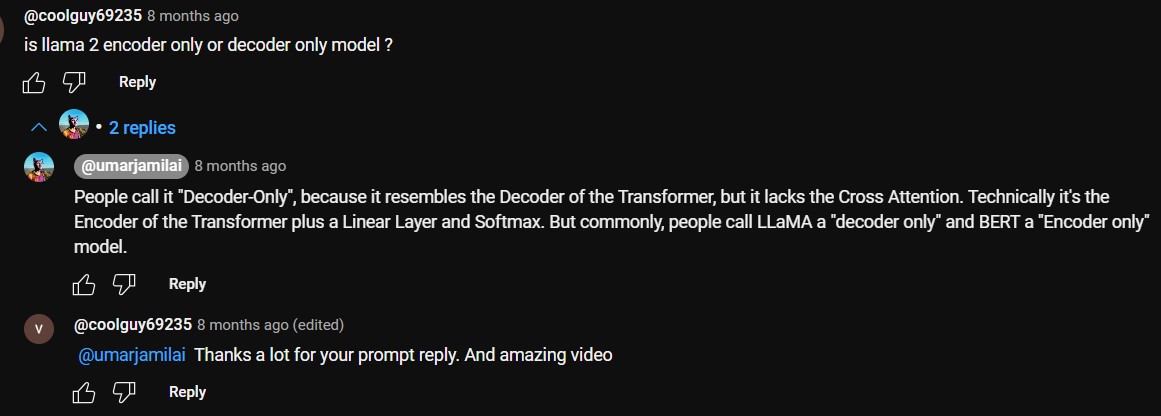 @coolguy69235 8 months ago
is llama 2 encoder only or decoder only model ?
Reply
• 2 replies
@umarjamilai 8 months ago
People call it "Decoder-Only", because it resembles the Decoder of the Transformer, but it lacks the Cross Attention. Technically it's the
Encoder of the Transformer plus a Linear Layer and Softmax. But commonly, people call LLaMA a "decoder only" and BERT a "Encoder only"
model.
Reply
V
@coolguy69235 8 months ago (edited)
@umarjamilai Thanks a lot for your prompt reply. And amazing video
Reply